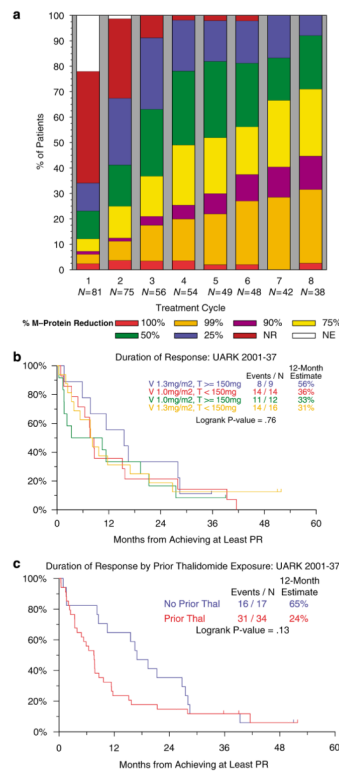 a
100
90
80
70
60
50
40
30
20
10
0
% of Patients
1 2 3 4 5 6 7 8
N=81 N=75 N=56 N=54 N=49 N=48 N=42 N=38
Treatment Cycle
% M–Protein Reduction 100% 99% 90% 75%
50% 25% NR NE
b
Duration of Response: UARK 2001-37
12-Month
Events / N Estimate
V 1.3mg/m2, T >= 150mg 8 / 9 56%
V 1.0mg/m2, T < 150mg 14 / 14 36%
V 1.0mg/m2, T >= 150mg 11 / 12 33%
V 1.3mg/m2, T < 150mg 14 / 16 31%
Logrank P-value = .76
100%
80%
60%
40%
20%
0%
0 12 24 36 48 60
Months from Achieving at Least PR
c
Duration of Response by Prior Thalidomide Exposure: UARK 2001-37
12-Month
Events / N Estimate
No Prior Thal 16 / 17 65%
Prior Thal 31 / 34 24%
Logrank P-value = .13
100%
80%
60%
40%
20%
0%
0 12 24 36 48 60
Months from Achieving at Least PR